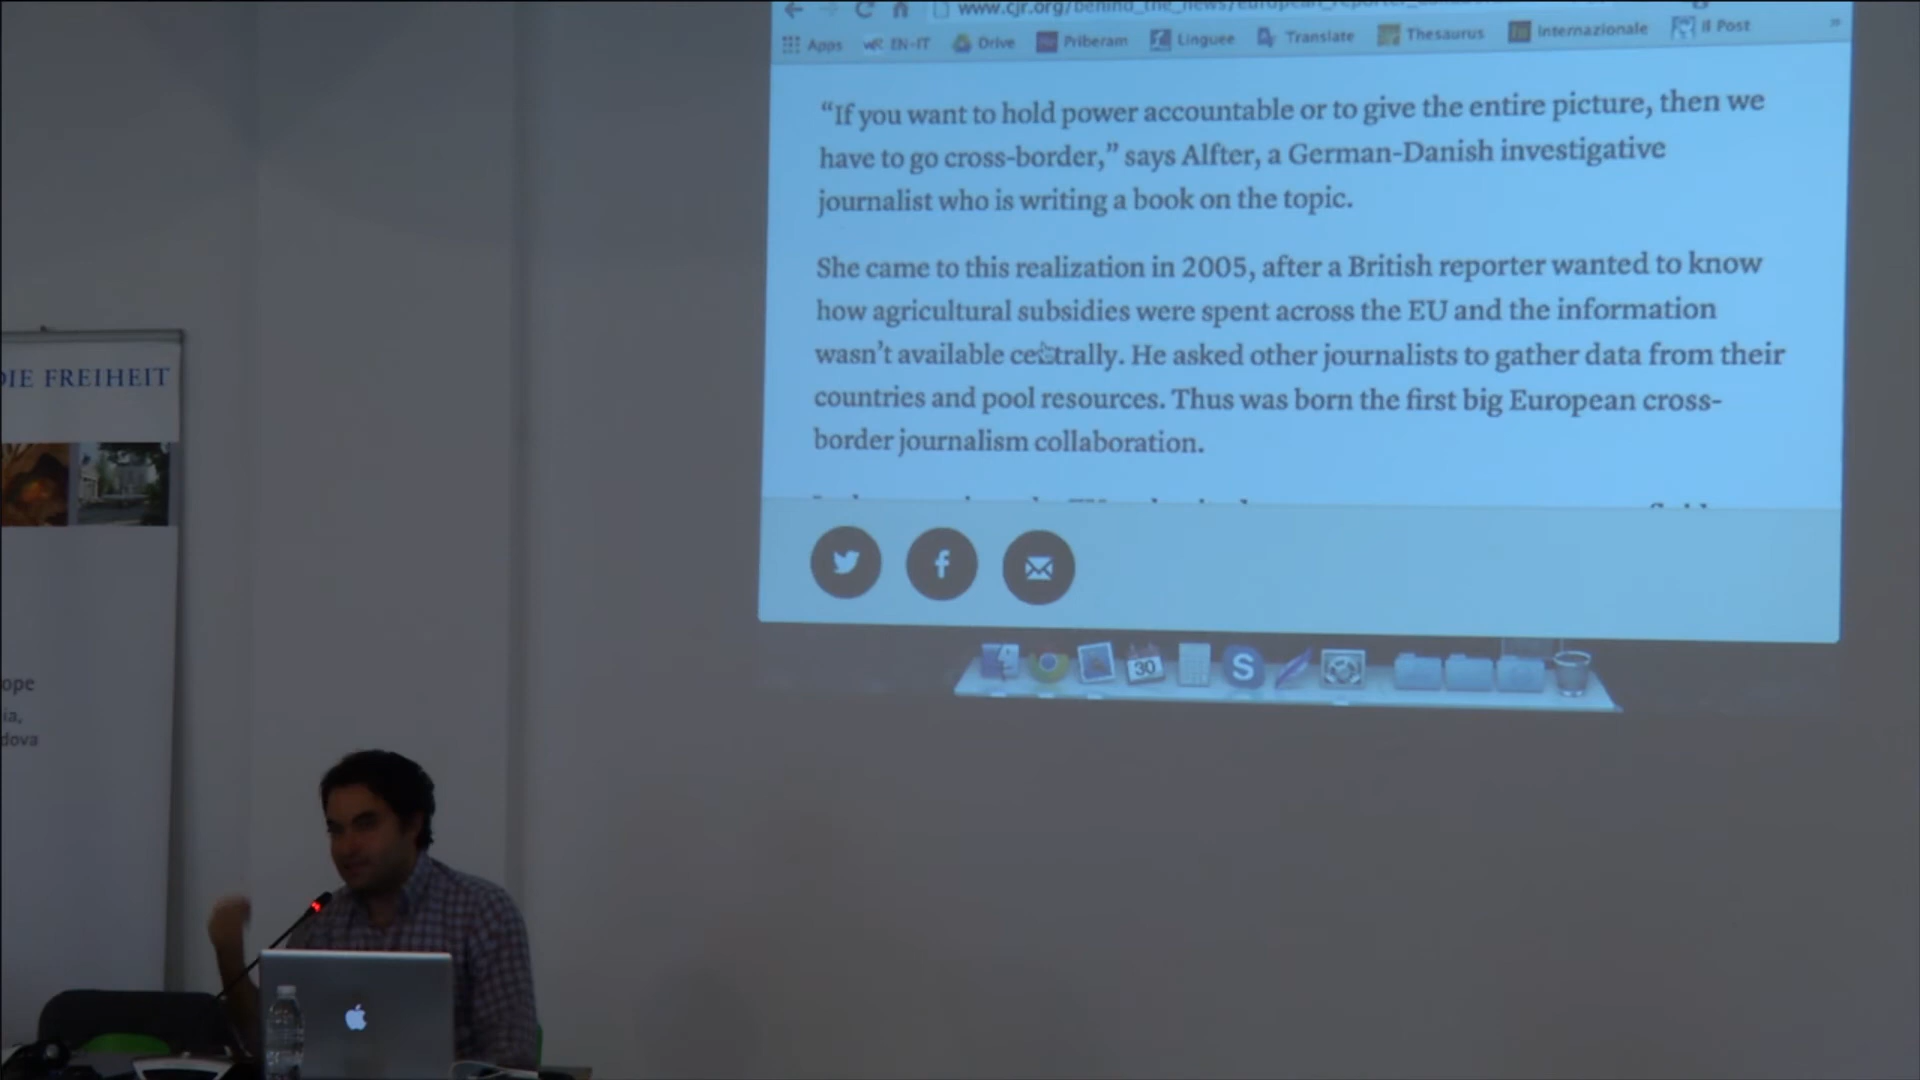 www.cjr.org/behind_the_news/european_reporter_
Apps EN-IT Drive Priberam Linguee Translate Thesaurus Internazionale Il Post »
“If you want to hold power accountable or to give the entire picture, then we
have to go cross-border,” says Alfter, a German-Danish investigative
journalist who is writing a book on the topic.
She came to this realization in 2005, after a British reporter wanted to know
how agricultural subsidies were spent across the EU and the information
wasn’t available centrally. He asked other journalists to gather data from their
countries and pool resources. Thus was born the first big European cross-
border journalism collaboration.
30
S
DIE FREIHEIT
ope
ia,
dova